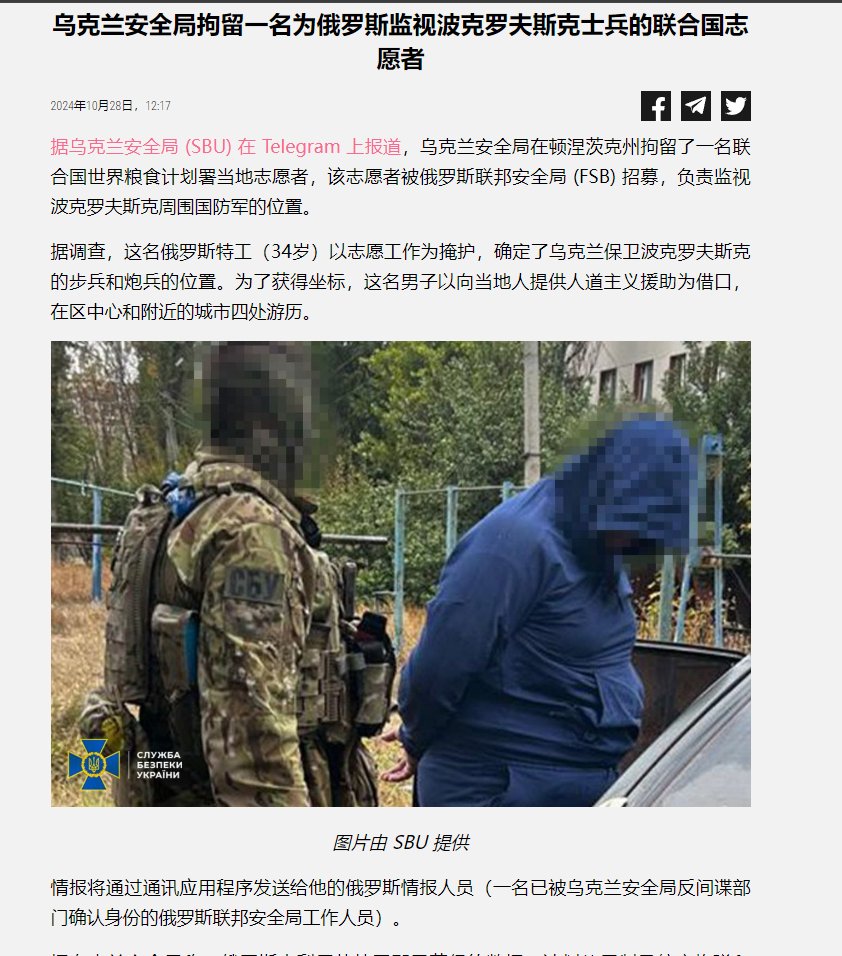 乌克兰安全局拘留一名为俄罗斯监视波克罗夫斯克士兵的联合国志
愿者
2024年10月28日，12:17
据乌克兰安全局 (SBU) 在 Telegram 上报道，乌克兰安全局在顿涅茨克州拘留了一名联
合国世界粮食计划署当地志愿者，该志愿者被俄罗斯联邦安全局 (FSB) 招募，负责监视
波克罗夫斯克周围国防军的位置。
据调查，这名俄罗斯特工（34岁）以志愿工作为掩护，确定了乌克兰保卫波克罗夫斯克
的步兵和炮兵的位置。为了获得坐标，这名男子以向当地人提供人道主义援助为借口，
在区中心和附近的城市四处游历。
СБУ
СЛУЖБА
БЕЗПЕКИ
УКРАЇНИ
图片由 SBU 提供
情报将通过通讯应用程序发送给他的俄罗斯情报人员（一名已被乌克兰安全局反间谍部
门确认身份的俄罗斯联邦安全局工作人员）。